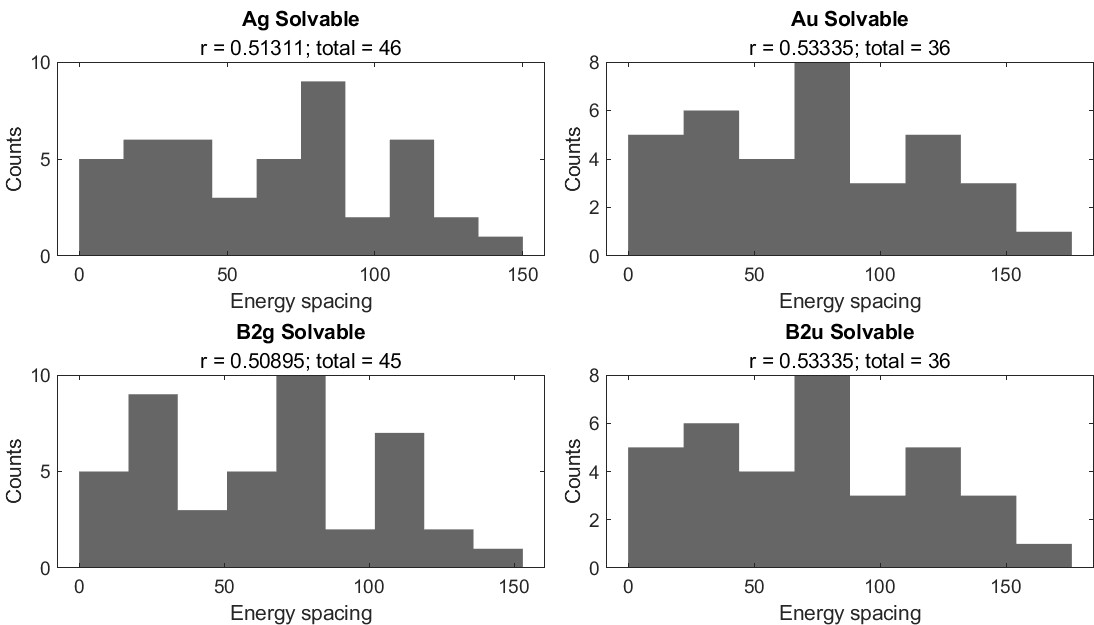 Ag Solvable
r = 0.51311; total = 46
10
5
0
Counts
0 50 100 150
Energy spacing
Au Solvable
r = 0.53335; total = 36
8
6
4
2
0
Counts
0 50 100 150
Energy spacing
B2g Solvable
r = 0.50895; total = 45
10
5
0
Counts
0 50 100 150
Energy spacing
B2u Solvable
r = 0.53335; total = 36
8
6
4
2
0
Counts
0 50 100 150
Energy spacing